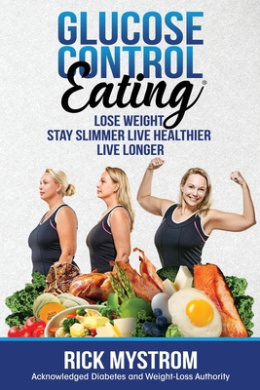 GLUCOSE
CONTROL
Eating®
LOSE WEIGHT
STAY SLIMMER LIVE HEALTHIER
LIVE LONGER
RICK MYSTROM
Acknowledged Diabetes and Weight-Loss Authority